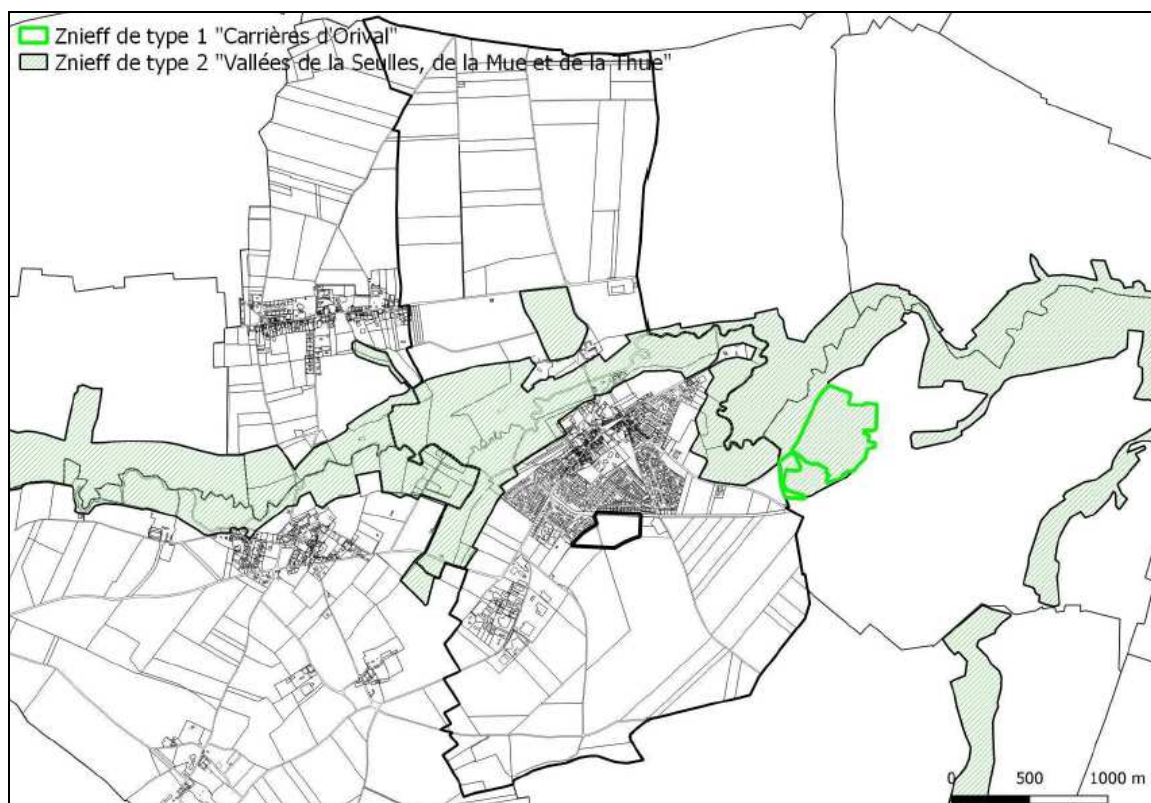 Znieff de type 1 "Carrières d'Orival"
Znieff de type 2 "Vallées de la Seulles, de la Mue et de la Thue"
0 500 1000 m